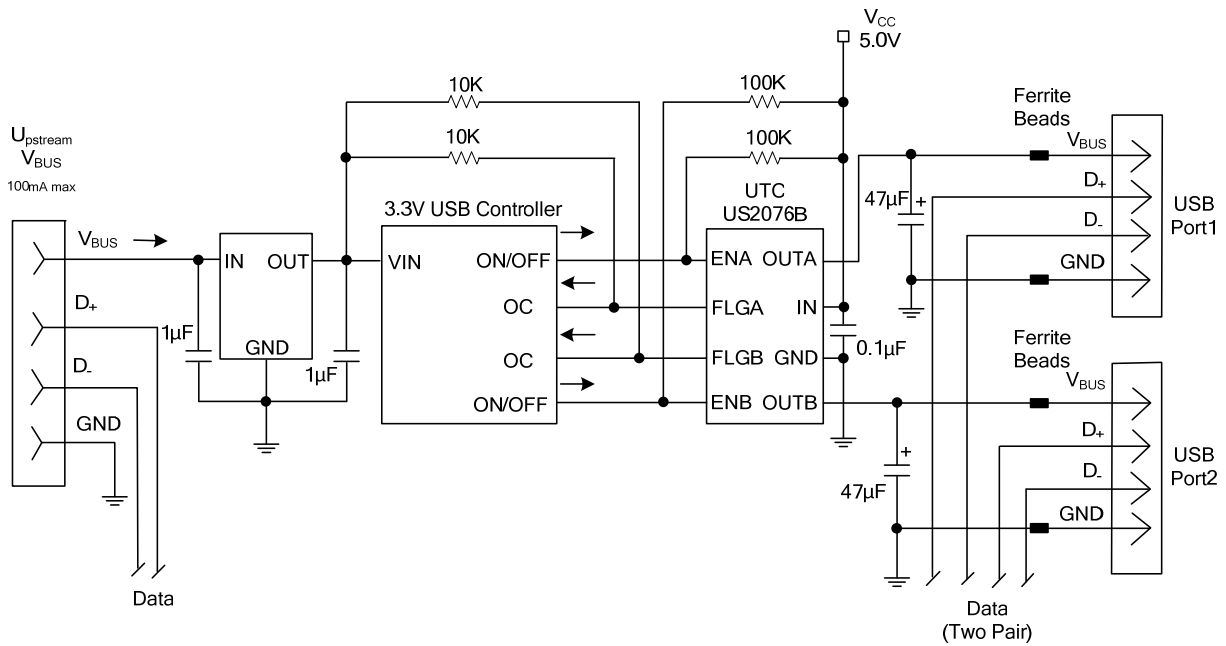 Upstream
VBUS
100mA max
VBUS
D+
D-
GND
Data
1µF
IN
OUT
GND
1µF
10K
10K
3.3V USB Controller
VIN
ON/OFF
OC
OC
ON/OFF
100K
100K
VCC
5.0V
UTC
US2076B
ENA
OUTA
FLGA
IN
FLGB
GND
ENB
OUTB
0.1µF
47µF
+
Ferrite
Beads
VBUS
D+
D-
GND
USB
Port1
47µF
+
Ferrite
Beads
VBUS
D+
D-
GND
USB
Port2
Data
(Two Pair)